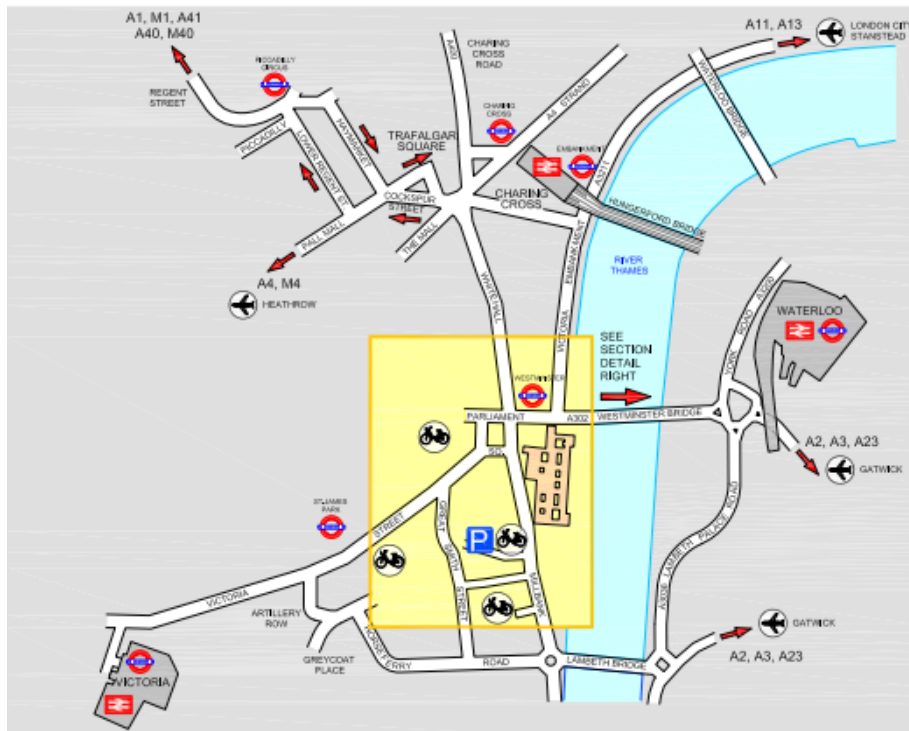 A1, M1, A41
A40, M40
REGENT
STREET
PICCADILLY
CIRCUS
PICCADILLY
LOWER REGENT ST.
HAYMARKET
TRAFALGAR
SQUARE
A400
CHARING
CROSS
ROAD
CHARING
CROSS
A4 STRAND
A11, A13
LONDON CITY
STANSTEAD
WATERLOO BRIDGE
EMBANKMENT
A3211
CHARING
CROSS
HUNGERFORD BRIDGE
COCKSPUR
STREET
PALL MALL
THE MALL
A4, M4
HEATHROW
WHITEHALL
VICTORIA
EMBANKMENT
RIVER
THAMES
SEE
SECTION
DETAIL
RIGHT
YORK ROAD A3200
WATERLOO
WESTMINSTER
PARLIAMENT
SQ.
A302
WESTMINSTER BRIDGE
A2, A3, A23
GATWICK
ST.JAMES
PARK
VICTORIA
STREET
GREAT
SMITH
STREET
P
MILLBANK
A3036 LAMBETH PALACE ROAD
ARTILLERY
ROW
GREYCOAT
PLACE
HORSEFERRY
ROAD
LAMBETH BRIDGE
GATWICK
A2, A3, A23
VICTORIA